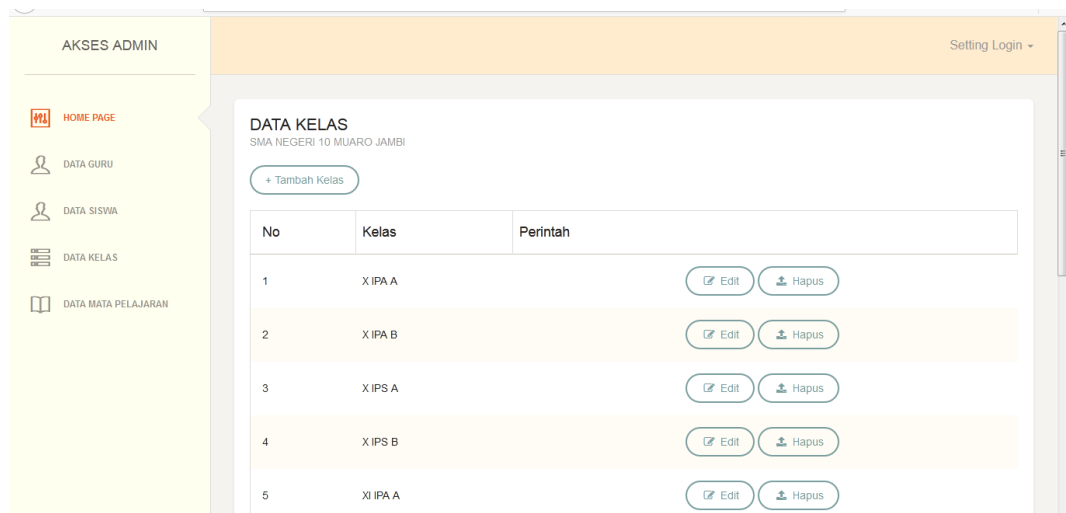 AKSES ADMIN
Setting Login
HOME PAGE
DATA GURU
DATA SISWA
DATA KELAS
DATA MATA PELAJARAN
DATA KELAS
SMA NEGERI 10 MUARO JAMBI
+ Tambah Kelas
No Kelas Perintah
1 X IPA A Edit Hapus
2 X IPA B Edit Hapus
3 X IPS A Edit Hapus
4 X IPS B Edit Hapus
5 XI IPA A Edit Hapus